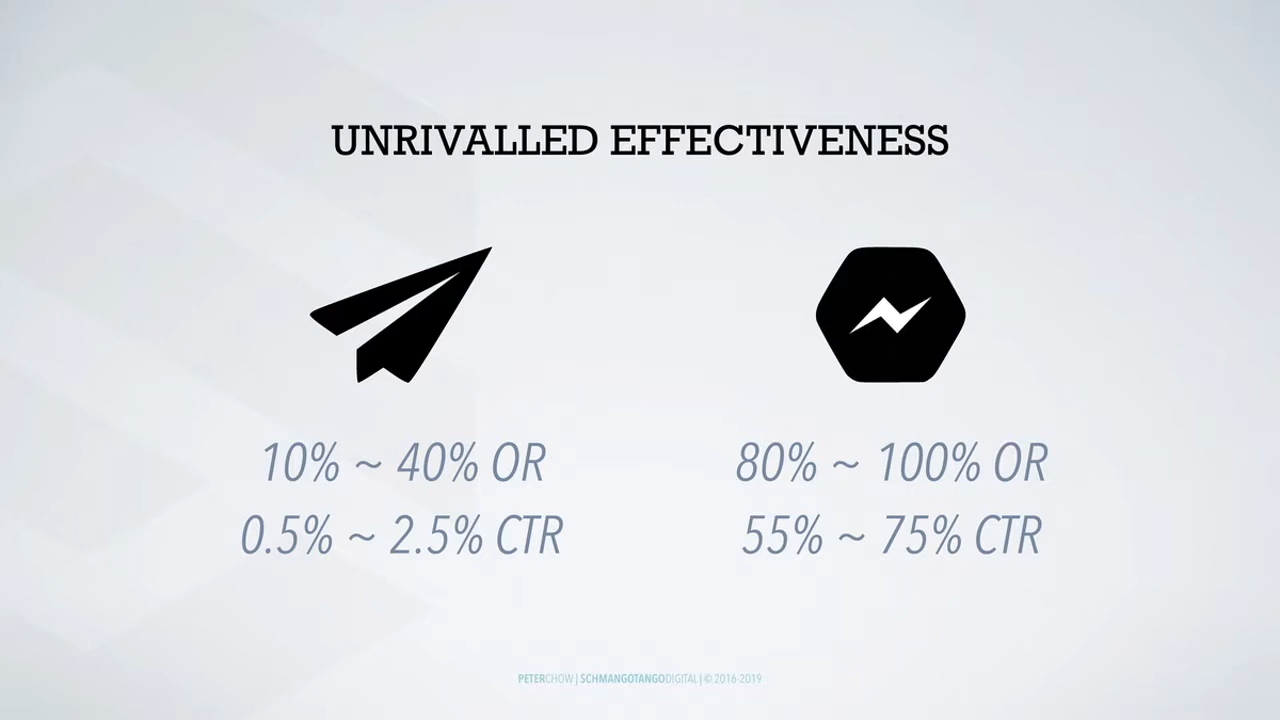 UNRIVALLED EFFECTIVENESS
10% ~ 40% OR
0.5% ~ 2.5% CTR
80% ~ 100% OR
55% ~ 75% CTR
PETERCHOW | SCHMANGOTANGODIGITAL | © 2016-2019